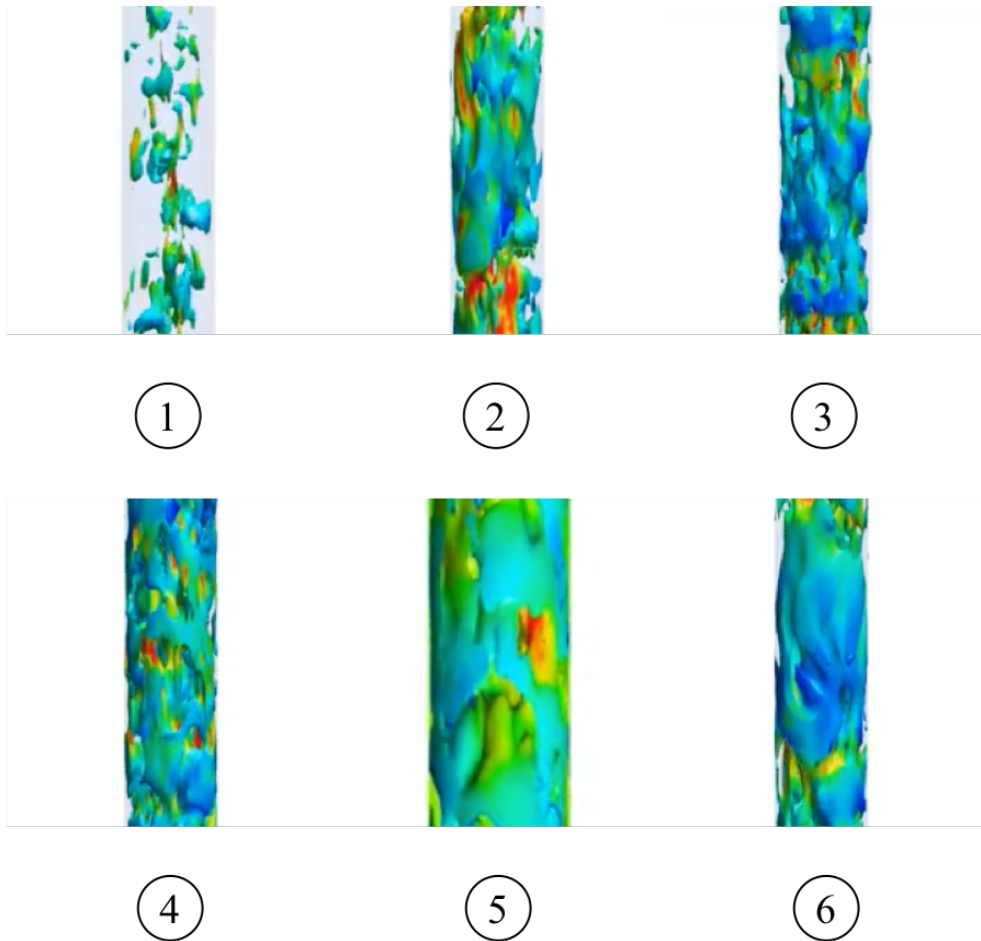 ① ② ③
④ ⑤ ⑥